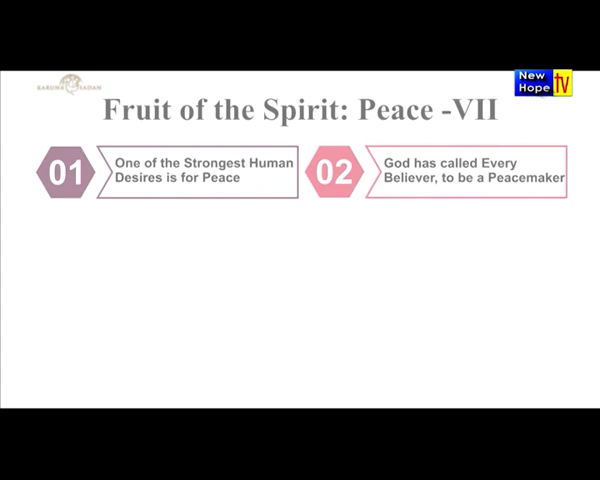 KARUNA SADAN
New Hope TV
Fruit of the Spirit: Peace -VII
01
One of the Strongest Human
Desires is for Peace
02
God has called Every
Believer, to be a Peacemaker